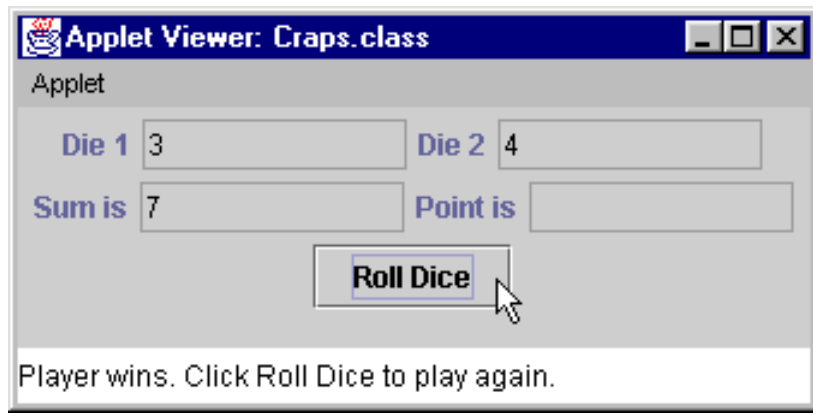 Applet Viewer: Craps.class
Applet
Die 1 3 Die 2 4
Sum is 7 Point is
Roll Dice
Player wins. Click Roll Dice to play again.